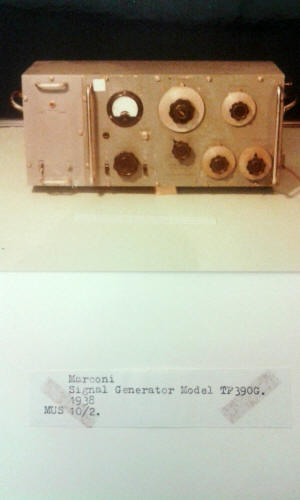 Marconi
Signal Generator Model TF390G.
1938
MUS 10/2.